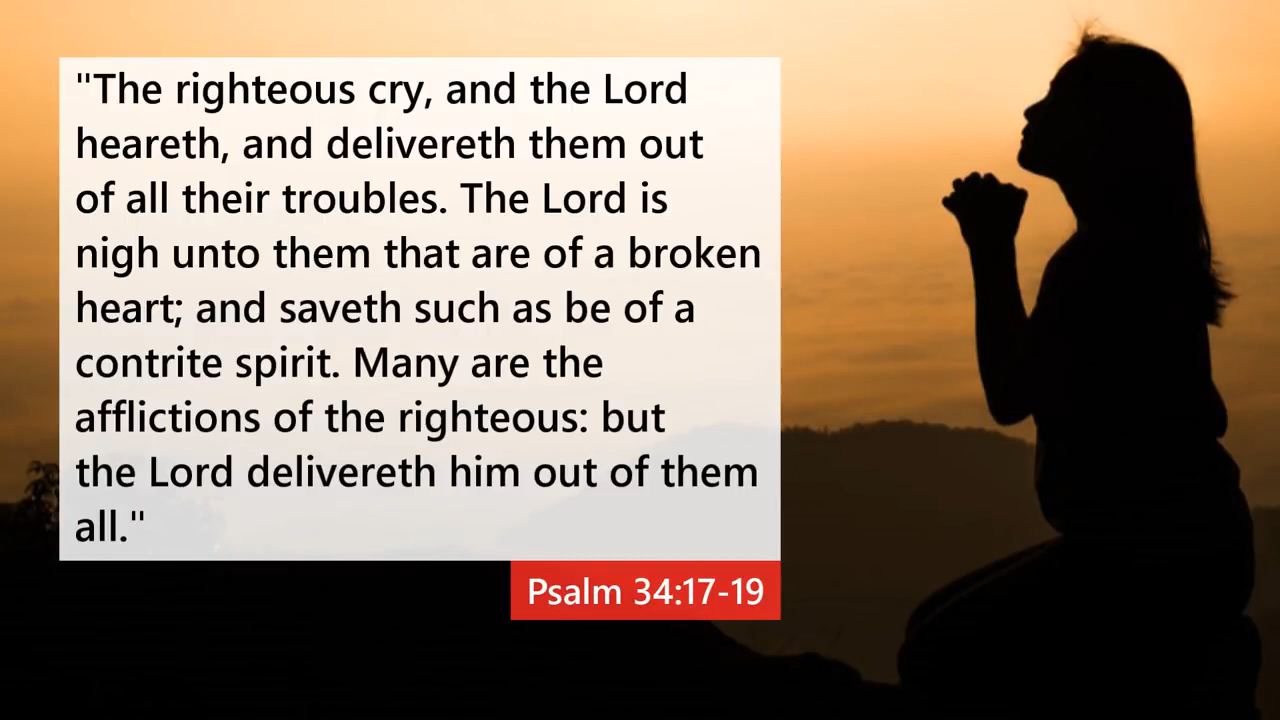 "The righteous cry, and the Lord
heareth, and delivereth them out
of all their troubles. The Lord is
nigh unto them that are of a broken
heart; and saveth such as be of a
contrite spirit. Many are the
afflictions of the righteous: but
the Lord delivereth him out of them
all."
Psalm 34:17-19